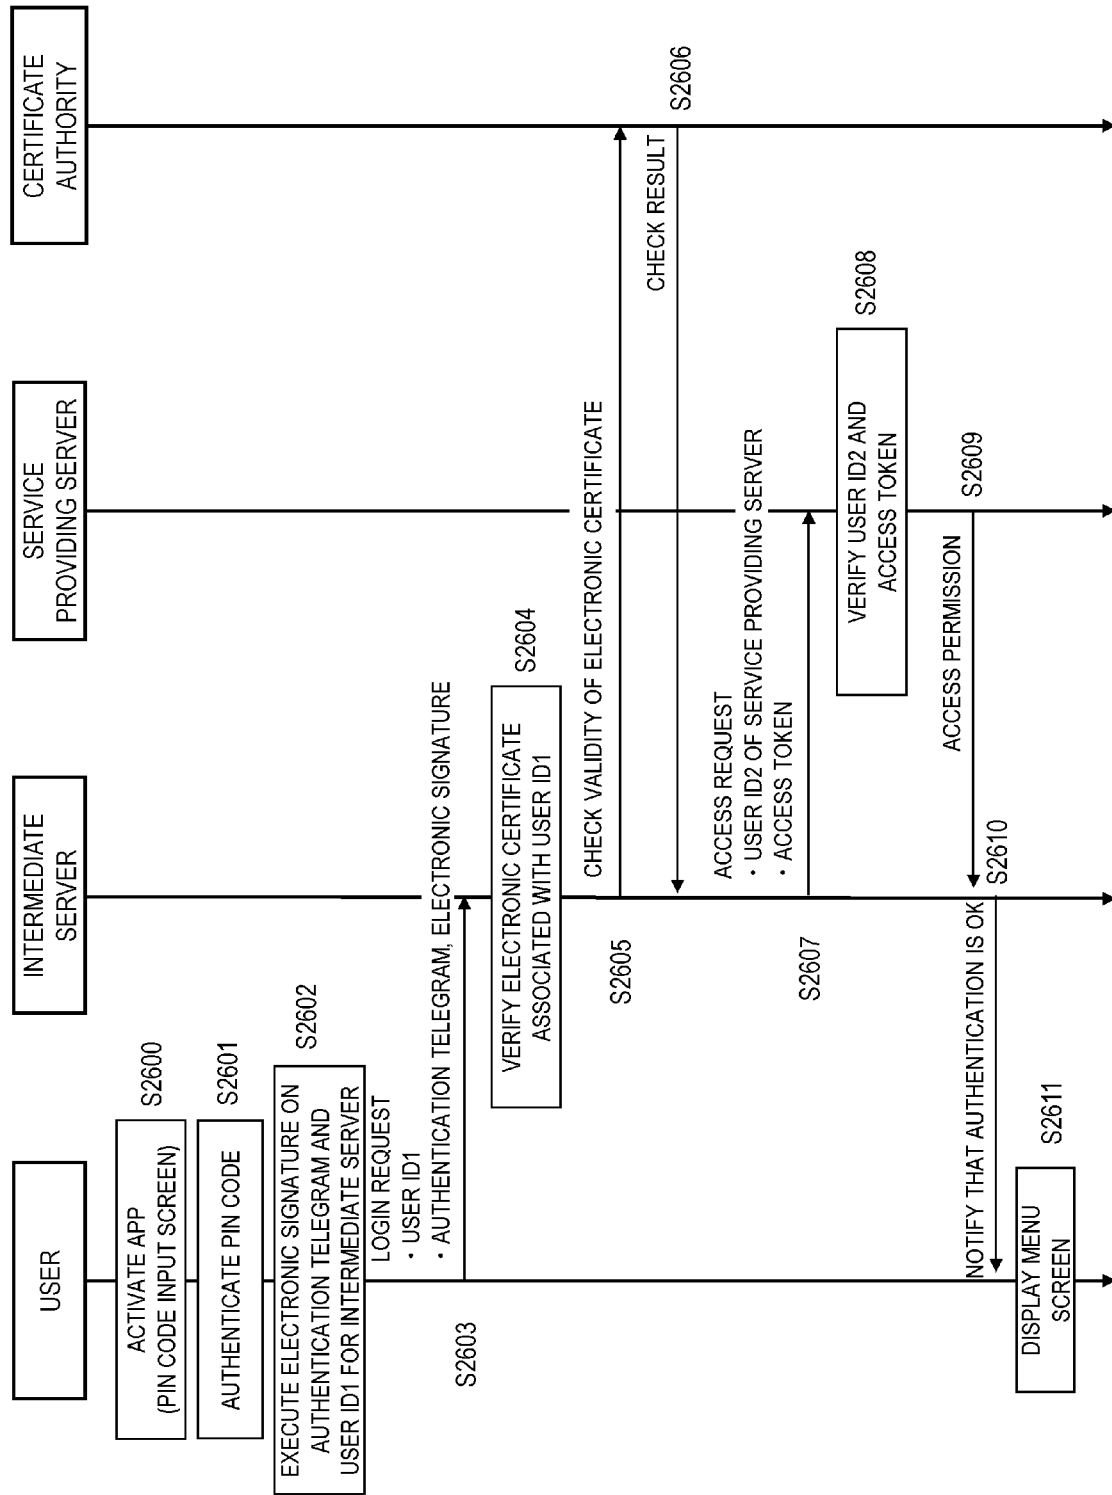 USER
INTERMEDIATE
SERVER
SERVICE
PROVIDING SERVER
CERTIFICATE
AUTHORITY
ACTIVATE APP
(PIN CODE INPUT SCREEN)
S2600
AUTHENTICATE PIN CODE
S2601
EXECUTE ELECTRONIC SIGNATURE ON
AUTHENTICATION TELEGRAM AND
USER ID1 FOR INTERMEDIATE SERVER
S2602
LOGIN REQUEST
・USER ID1
・AUTHENTICATION TELEGRAM, ELECTRONIC SIGNATURE
S2603
VERIFY ELECTRONIC CERTIFICATE
ASSOCIATED WITH USER ID1
S2604
CHECK VALIDITY OF ELECTRONIC CERTIFICATE
S2605
CHECK RESULT
S2606
ACCESS REQUEST
・USER ID2 OF SERVICE PROVIDING SERVER
・ACCESS TOKEN
S2607
VERIFY USER ID2 AND
ACCESS TOKEN
S2608
ACCESS PERMISSION
S2609
NOTIFY THAT AUTHENTICATION IS OK
S2610
DISPLAY MENU
SCREEN
S2611